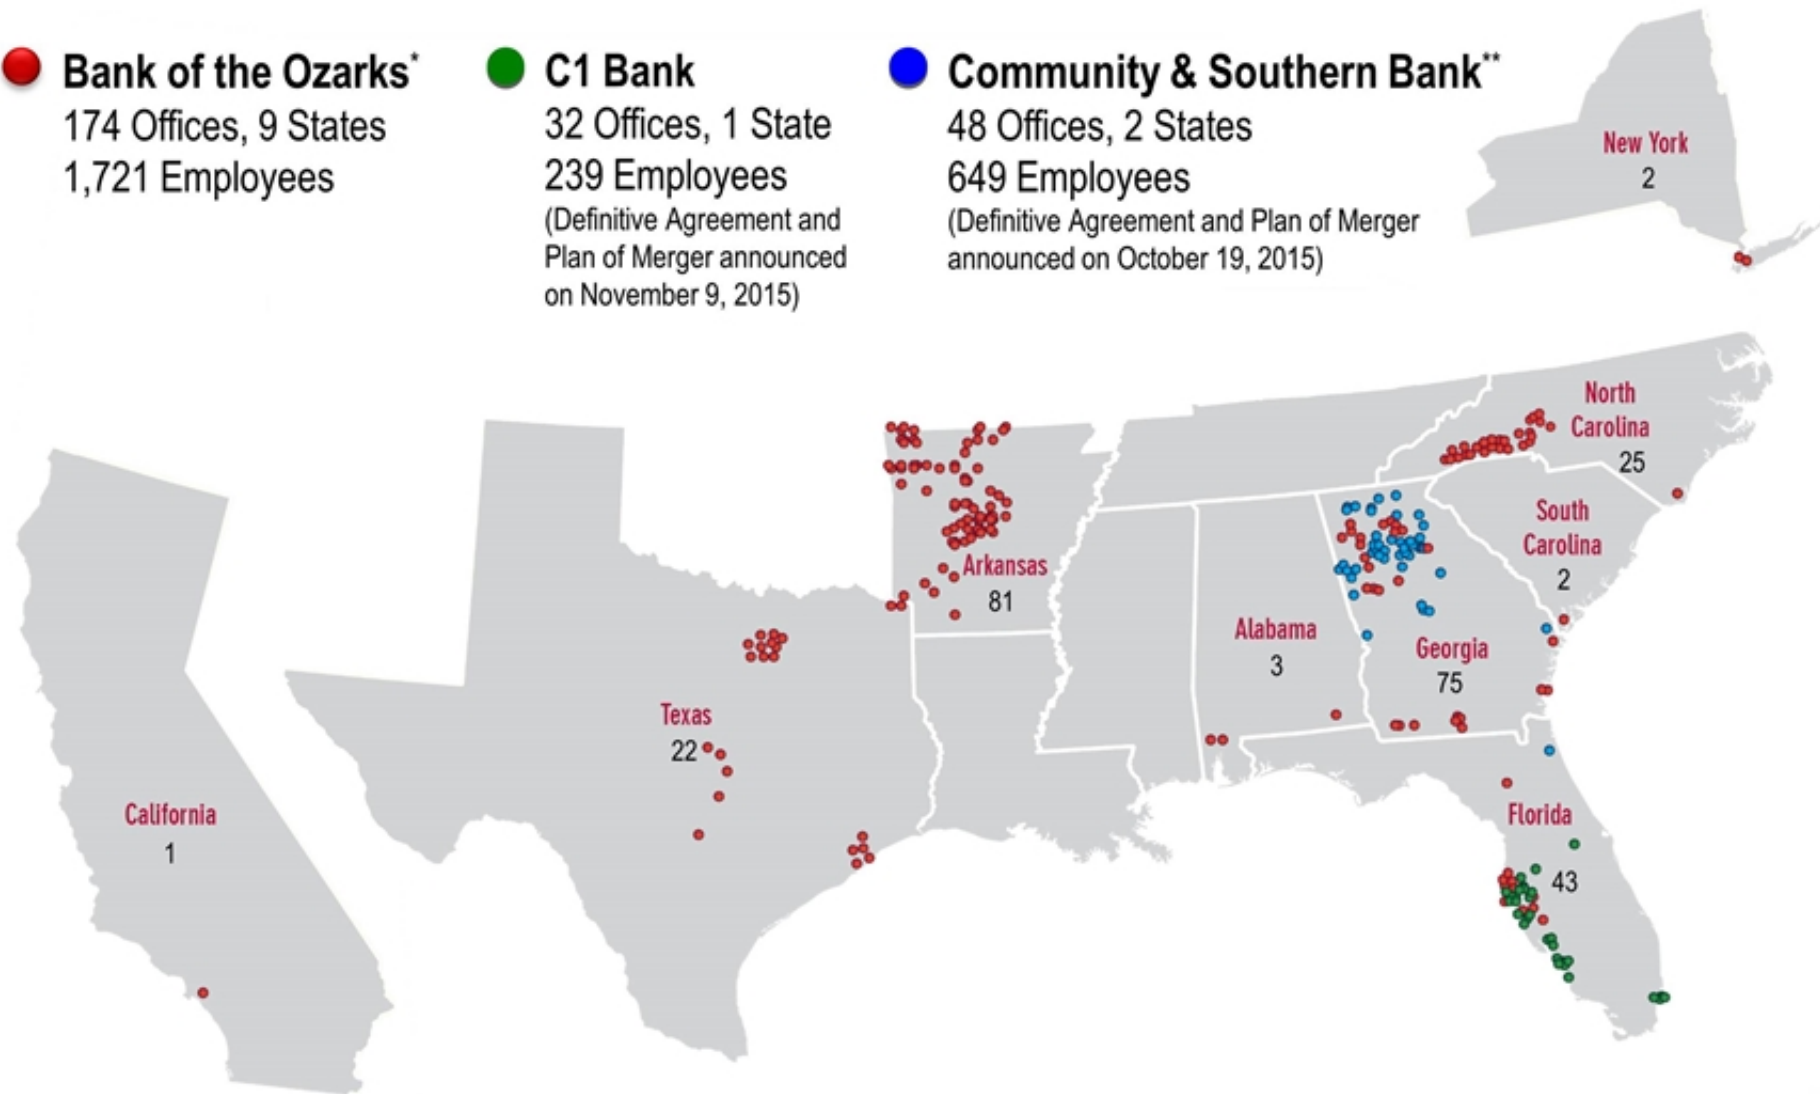 Bank of the Ozarks*
174 Offices, 9 States
1,721 Employees
C1 Bank
32 Offices, 1 State
239 Employees
(Definitive Agreement and
Plan of Merger announced
on November 9, 2015)
Community & Southern Bank**
48 Offices, 2 States
649 Employees
(Definitive Agreement and Plan of Merger
announced on October 19, 2015)
New York
2
North
Carolina
25
South
Carolina
2
Arkansas
81
Alabama
3
Georgia
75
Texas
22
California
1
Florida
43